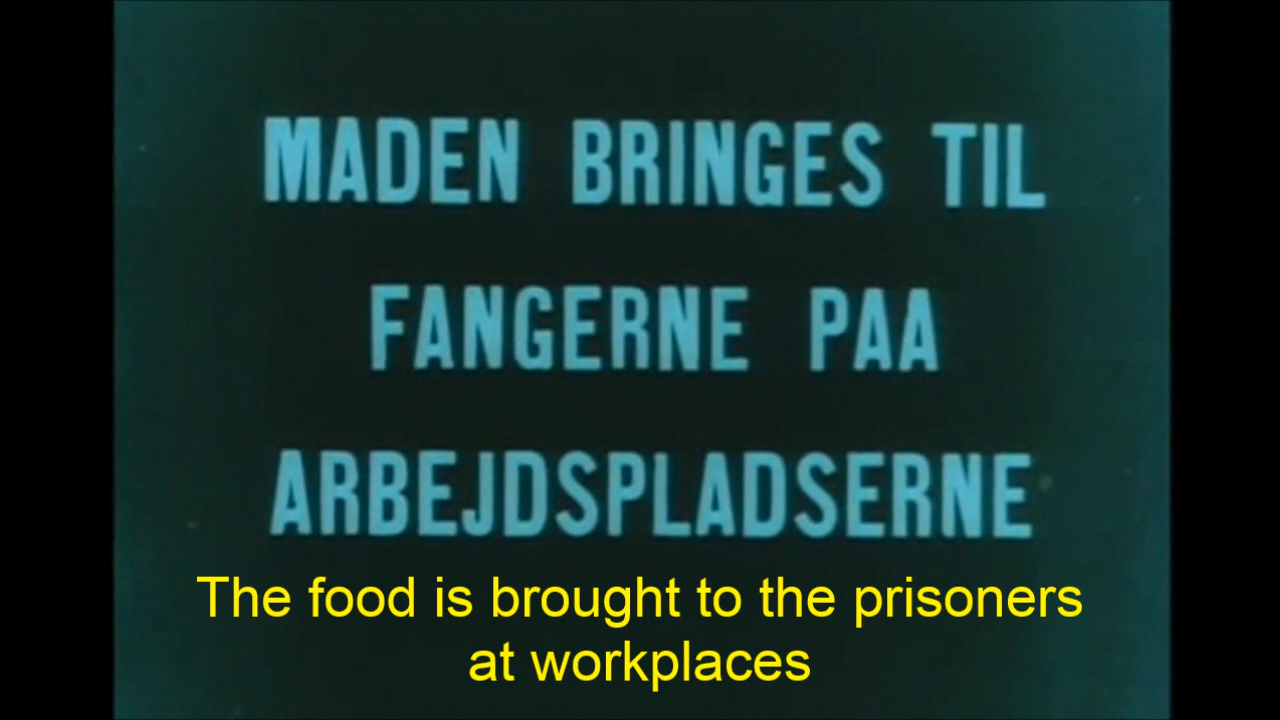 MADEN BRINGES TIL
FANGERNE PAA
ARBEJDSPLADSERNE
The food is brought to the prisoners
at workplaces